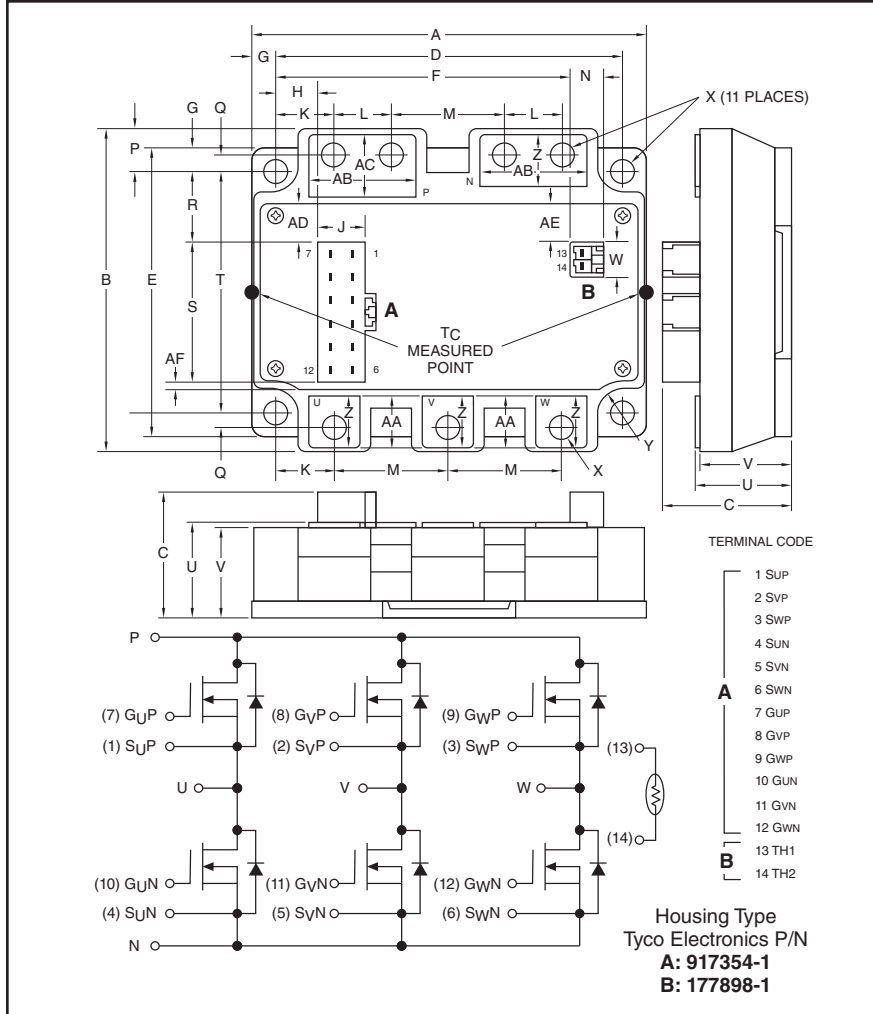 A
D
G
F
N
H
G Q K L M L
X (11 PLACES)
P
AC
Z
AB
AB
P
N
R
AD
J
AE
7 1
13
14
W
B
E
T
S
A
B
TC
MEASURED
POINT
AF
12 6
U
Z
AA
V
Z
AA
W
Z
Q
K
M
M
X
Y
V
U
C
C
U
V
TERMINAL CODE
1 SUP
2 SVP
3 SWP
4 SUN
5 SVN
6 SWN
A
7 GUP
8 GVP
9 GWP
10 GUN
11 GVN
12 GWN
B
13 TH1
14 TH2
P
(7) GUP
(8) GVP
(9) GWP
(1) SUP
(2) SVP
(3) SWP
(13)
U
V
W
(14)
(10) GUN
(11) GVN
(12) GWN
(4) SUN
(5) SVN
(6) SWN
N
Housing Type
Tyco Electronics P/N
A: 917354-1
B: 177898-1